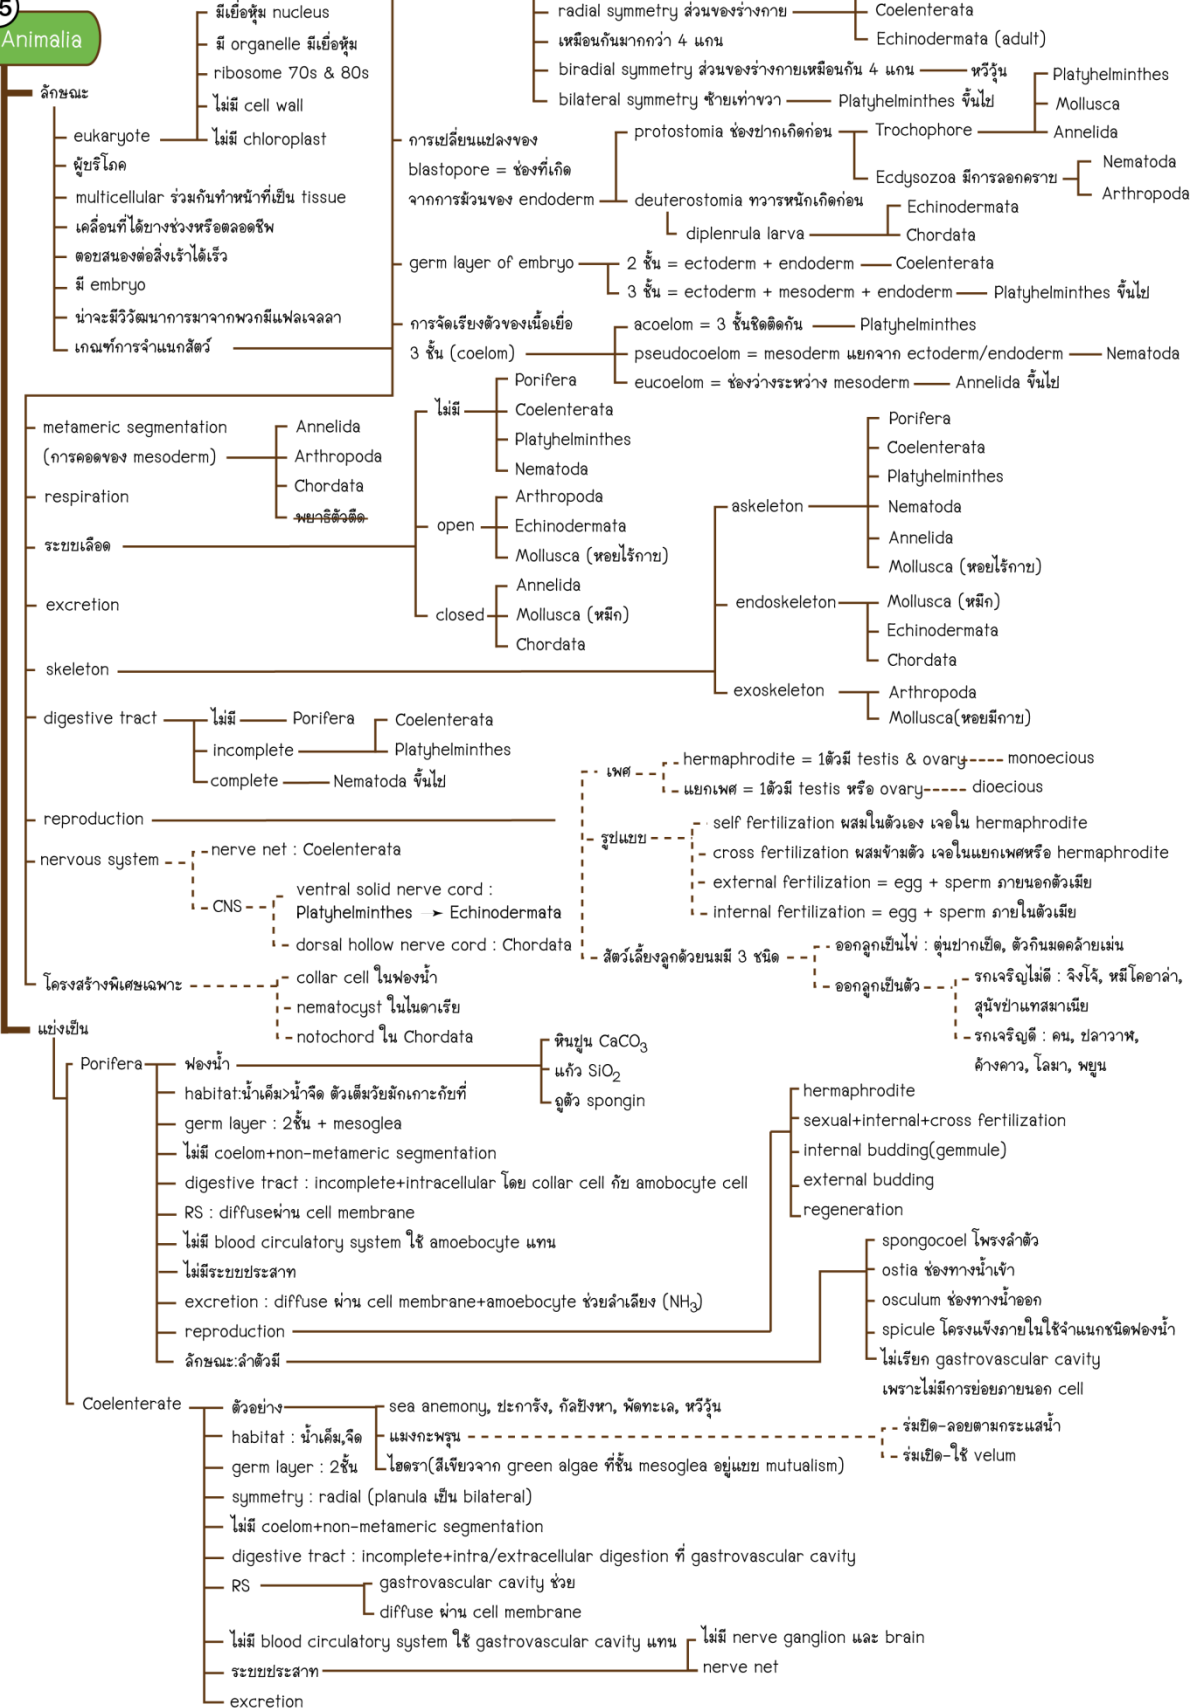 5
Animalia
ลักษณะ
eukaryote
มีเยื่อหุ้ม nucleus
มี organelle มีเยื่อหุ้ม
ribosome 70s & 80s
ไม่มี cell wall
ไม่มี chloroplast
ผู้บริโภค
multicellular ร่วมกันทำหน้าที่เป็น tissue
เคลื่อนที่ได้บางช่วงหรือตลอดชีพ
ตอบสนองต่อสิ่งเร้าได้เร็ว
มี embryo
น่าจะมีวิวัฒนาการมาจากพวกมีแฟลเจลลา
เกณฑ์การจำแนกสัตว์
radial symmetry ส่วนของร่างกาย
เหมือนกันมากกว่า 4 แกน
Coelenterata
Echinodermata (adult)
biradial symmetry ส่วนของร่างกายเหมือนกัน 4 แกน
หวีวุ้น
bilateral symmetry ซ้ายเท่าขวา
Platyhelminthes ขึ้นไป
การเปลี่ยนแปลงของ
blastopore = ช่องที่เกิด
จากการม้วนของ endoderm
protostomia ช่องปากเกิดก่อน
Trochophore
Platyhelminthes
Mollusca
Annelida
Ecdysozoa มีการลอกคราบ
Nematoda
Arthropoda
deuterostomia ทวารหนักเกิดก่อน
diplenrula larva
Echinodermata
Chordata
germ layer of embryo
2 ชั้น = ectoderm + endoderm
Coelenterata
3 ชั้น = ectoderm + mesoderm + endoderm
Platyhelminthes ขึ้นไป
การจัดเรียงตัวของเนื้อเยื่อ
3 ชั้น (coelom)
acoelom = 3 ชั้นชิดติดกัน
Platyhelminthes
pseudocoelom = mesoderm แยกจาก ectoderm/endoderm
Nematoda
eucoelom = ช่องว่างระหว่าง mesoderm
Annelida ขึ้นไป
metameric segmentation
(การคอดของ mesoderm)
Annelida
Arthropoda
Chordata
พยาธิตัวตืด
respiration
ระบบเลือด
ไม่มี
Porifera
Coelenterata
Platyhelminthes
Nematoda
open
Arthropoda
Echinodermata
Mollusca (หอยไร้กาบ)
closed
Annelida
Mollusca (หมึก)
Chordata
excretion
skeleton
askeleton
Porifera
Coelenterata
Platyhelminthes
Nematoda
Annelida
Mollusca (หอยไร้กาบ)
endoskeleton
Mollusca (หมึก)
Echinodermata
Chordata
exoskeleton
Arthropoda
Mollusca(หอยมีกาบ)
digestive tract
ไม่มี
Porifera
incomplete
Coelenterata
Platyhelminthes
complete
Nematoda ขึ้นไป
reproduction
เพศ
hermaphrodite = 1ตัวมี testis & ovary
monoecious
แยกเพศ = 1ตัวมี testis หรือ ovary
dioecious
รูปแบบ
self fertilization ผสมในตัวเอง เจอใน hermaphrodite
cross fertilization ผสมข้ามตัว เจอในแยกเพศหรือ hermaphrodite
external fertilization = egg + sperm ภายนอกตัวเมีย
internal fertilization = egg + sperm ภายในตัวเมีย
สัตว์เลี้ยงลูกด้วยนมมี 3 ชนิด
ออกลูกเป็นไข่ : ตุ่นปากเป็ด, ตัวกินมดคล้ายเม่น
ออกลูกเป็นตัว
รกเจริญไม่ดี : จิงโจ้, หมีโคอาล่า,
สุนัขป่าแทสมาเนีย
รกเจริญดี : คน, ปลาวาฬ,
ค้างคาว, โลมา, พยูน
nervous system
nerve net : Coelenterata
CNS
ventral solid nerve cord :
Platyhelminthes → Echinodermata
dorsal hollow nerve cord : Chordata
โครงสร้างพิเศษเฉพาะ
collar cell ในฟองน้ำ
nematocyst ในไนดาเรีย
notochord ใน Chordata
แบ่งเป็น
Porifera
ฟองน้ำ
หินปูน CaCO3
แก้ว SiO2
ถูตัว spongin
habitat:น้ำเค็ม>น้ำจืด ตัวเต็มวัยมักเกาะกับที่
germ layer : 2ชั้น + mesoglea
ไม่มี coelom+non-metameric segmentation
digestive tract : incomplete+intracellular โดย collar cell กับ amobocyte cell
RS : diffuseผ่าน cell membrane
ไม่มี blood circulatory system ใช้ amoebocyte แทน
ไม่มีระบบประสาท
excretion : diffuse ผ่าน cell membrane+amoebocyte ช่วยลำเลียง (NH3)
reproduction
hermaphrodite
sexual+internal+cross fertilization
internal budding(gemmule)
external budding
regeneration
ลักษณะ:ลำตัวมี
spongocoel โพรงลำตัว
ostia ช่องทางน้ำเข้า
osculum ช่องทางน้ำออก
spicule โครงแข็งภายในใช้จำแนกชนิดฟองน้ำ
ไม่เรียก gastrovascular cavity
เพราะไม่มีการย่อยภายนอก cell
Coelenterate
ตัวอย่าง
sea anemony, ปะการัง, กัลปังหา, พัดทะเล, หวีวุ้น
แมงกะพรุน
ร่มปิด-ลอยตามกระแสน้ำ
ร่มเปิด-ใช้ velum
ไฮดรา(สีเขียวจาก green algae ที่ชั้น mesoglea อยู่แบบ mutualism)
habitat : น้ำเค็ม,จืด
germ layer : 2ชั้น
symmetry : radial (planula เป็น bilateral)
ไม่มี coelom+non-metameric segmentation
digestive tract : incomplete+intra/extracellular digestion ที่ gastrovascular cavity
RS
gastrovascular cavity ช่วย
diffuse ผ่าน cell membrane
ไม่มี blood circulatory system ใช้ gastrovascular cavity แทน
ระบบประสาท
ไม่มี nerve ganglion และ brain
nerve net
excretion